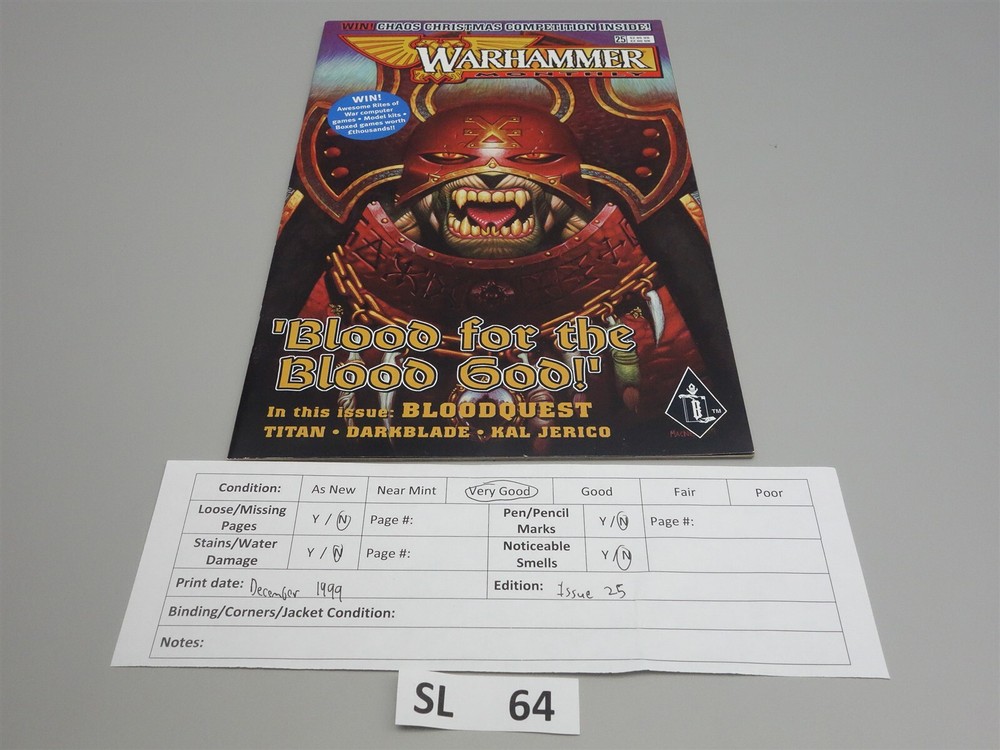 WIN! CHAOS CHRISTMAS COMPETITION INSIDE!
25
WARHAMMER
MONTHLY
WIN!
Awesome Rites of
War computer
games • Model kits •
Boxed games worth
£thousands!!
'Blood for the
Blood God!'
In this issue: BLOODQUEST
TITAN • DARKBLADE • KAL JERICO
B
TM
Condition: As New Near Mint Very Good Good Fair Poor
Loose/Missing Pages Y / N Page #: Pen/Pencil Marks Y / N Page #:
Stains/Water Damage Y / N Page #: Noticeable Smells Y / N
Print date: December 1999 Edition: Issue 25
Binding/Corners/Jacket Condition:
Notes:
SL 64